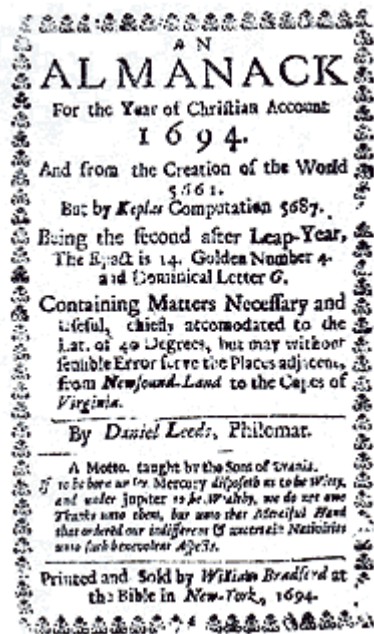 AN
ALMANACK
For the Year of Chriſtian Account
1694.
And from the Creation of the World
5661.
But by Kepler Computation 5687.
Being the ſecond after Leap-Year,
The Epact is 14. Golden Number 4.
and Dominical Letter G.
Containing Matters Neceſſary and
Uſeful, chiefly accomodated to the
Lat. of 40 Degrees, but may without
ſenſible Error ſerve the Places adjacent,
from Newfound-Land to the Capes of
Virginia.
By Daniel Leeds, Philomat.
A Motto. taught by the Sons of Urania.
If to be born under Mercury diſpoſeth us to be Witty,
and under Jupiter to be Wealthy, we do not owe
Thanks unto them, but unto that Merciful Hand
that ordered our indifferent & uncertain Nativities
unto ſuch benevolent Aſpects.
Printed and Sold by William Bradford at
the Bible in New-York, 1694.